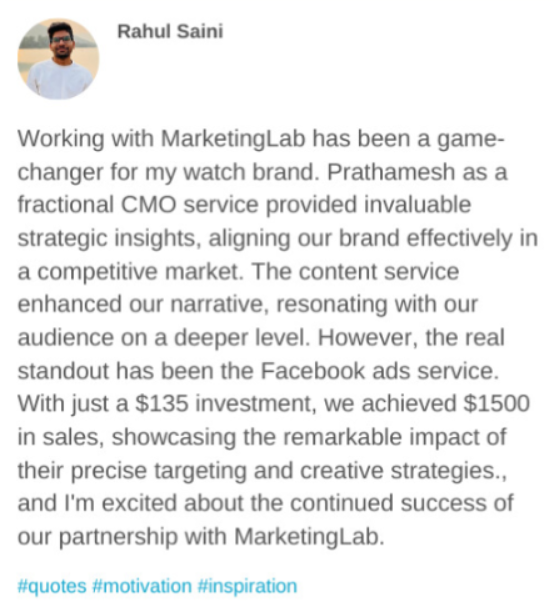 Rahul Saini
Working with MarketingLab has been a game-
changer for my watch brand. Prathamesh as a
fractional CMO service provided invaluable
strategic insights, aligning our brand effectively in
a competitive market. The content service
enhanced our narrative, resonating with our
audience on a deeper level. However, the real
standout has been the Facebook ads service.
With just a $135 investment, we achieved $1500
in sales, showcasing the remarkable impact of
their precise targeting and creative strategies.,
and I'm excited about the continued success of
our partnership with MarketingLab.
#quotes #motivation #inspiration